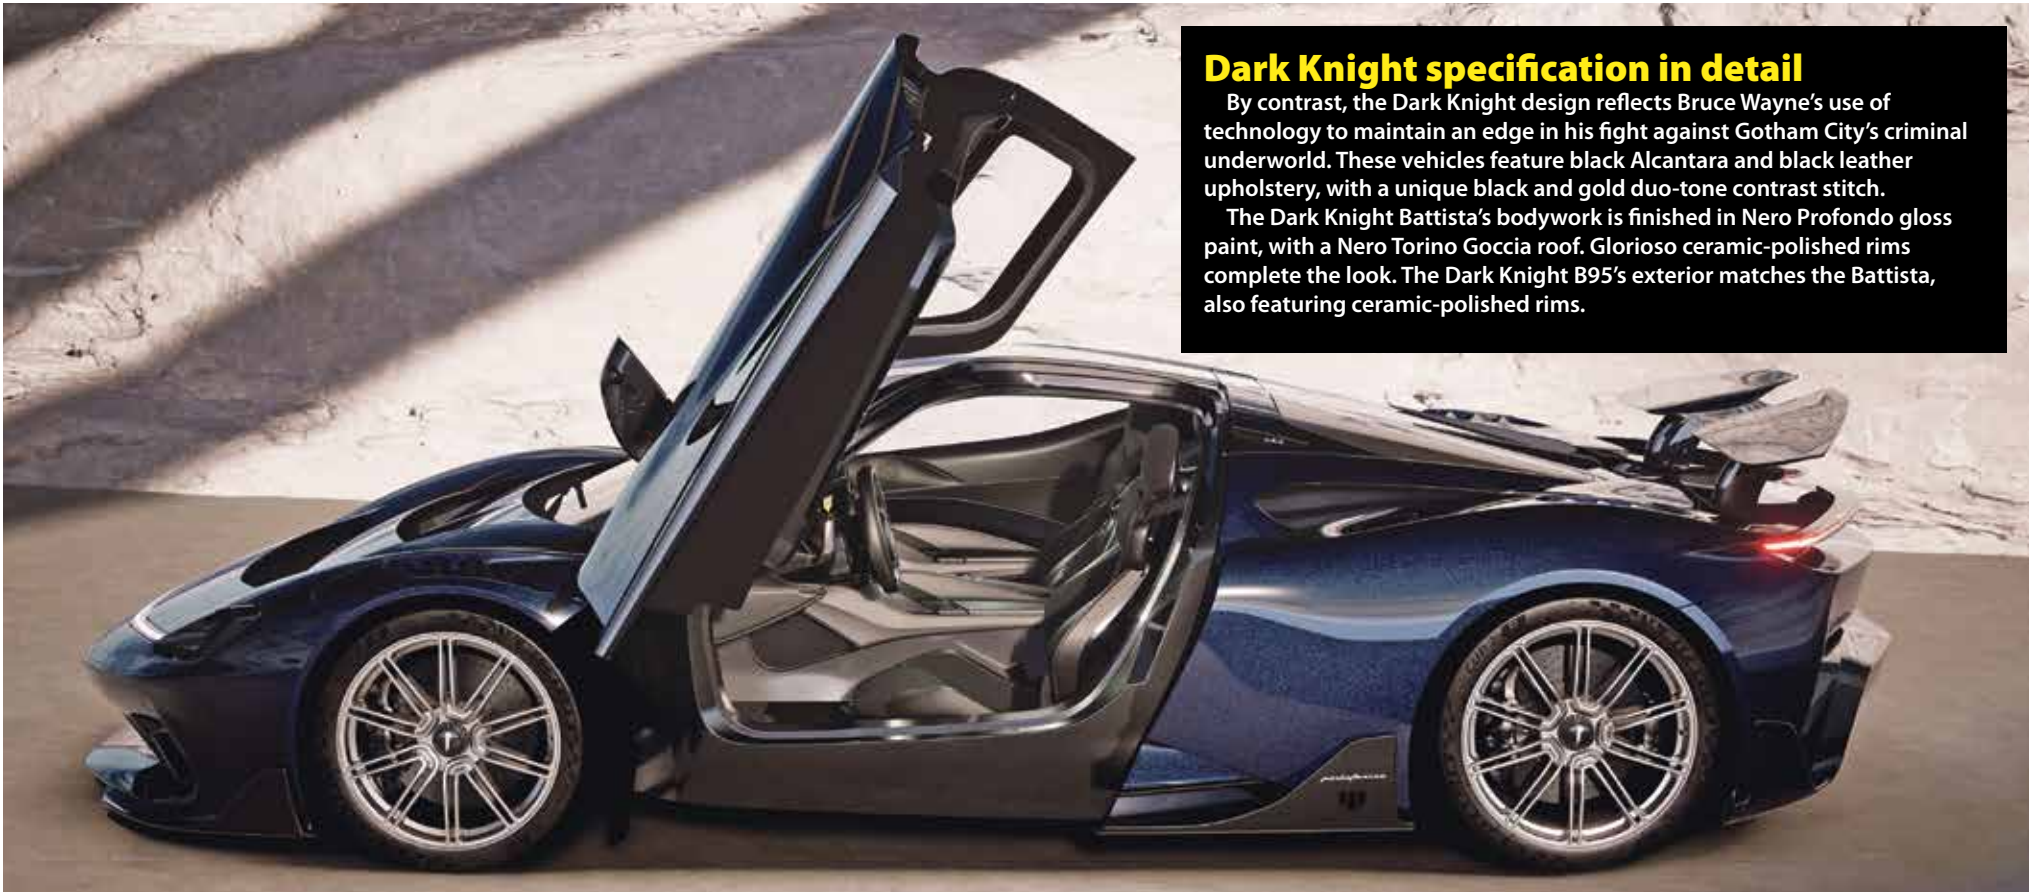 Dark Knight specification in detail
By contrast, the Dark Knight design reflects Bruce Wayne's use of
technology to maintain an edge in his fight against Gotham City's criminal
underworld. These vehicles feature black Alcantara and black leather
upholstery, with a unique black and gold duo-tone contrast stitch.
The Dark Knight Battista's bodywork is finished in Nero Profondo gloss
paint, with a Nero Torino Goccia roof. Glorioso ceramic-polished rims
complete the look. The Dark Knight B95's exterior matches the Battista,
also featuring ceramic-polished rims.
pininfarina